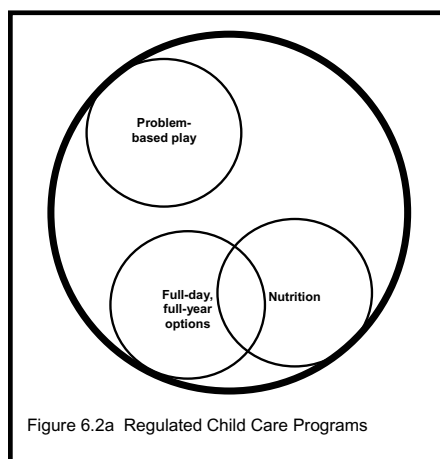 Problem-
based play
Full-day,
full-year
options
Nutrition
Figure 6.2a  Regulated Child Care Programs